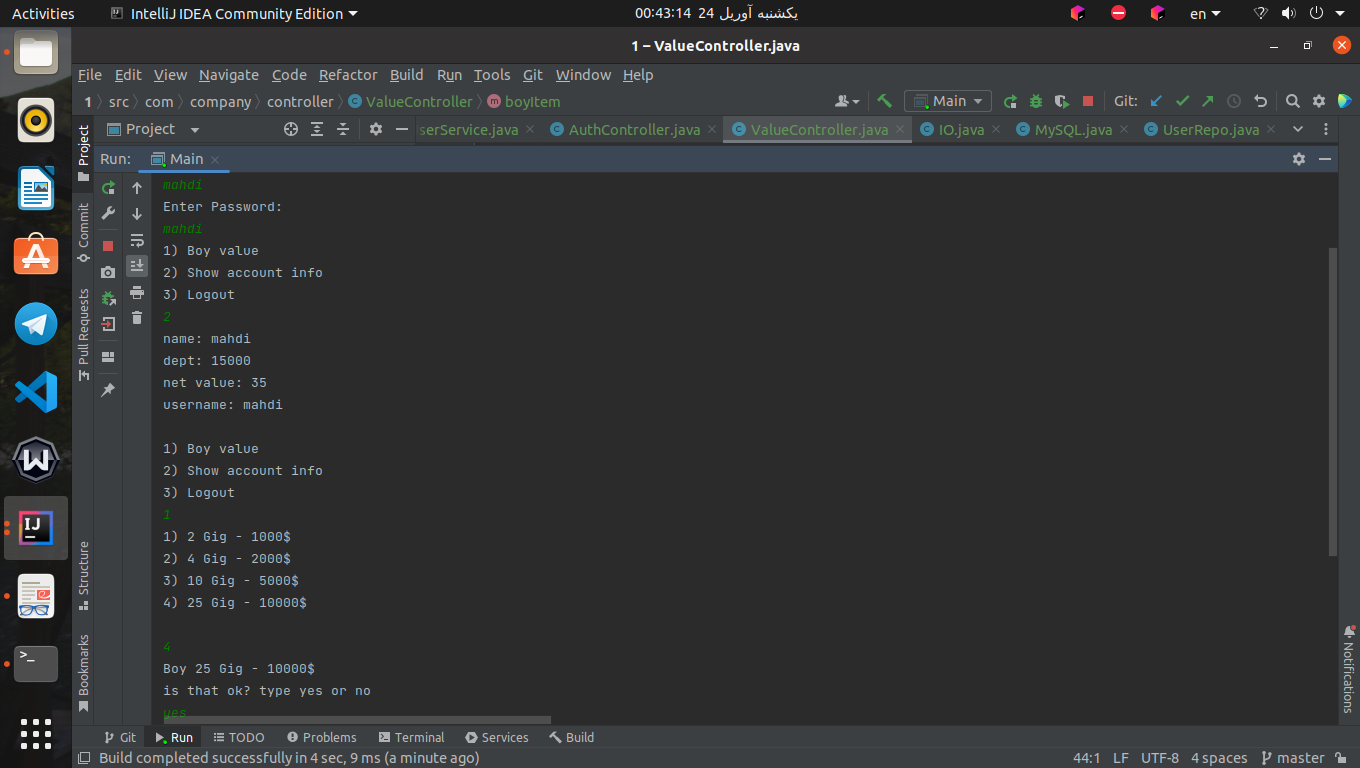 Activities IntelliJ IDEA Community Edition یکشنبه آوریل 24 00:43:14 en
1 – ValueController.java
File Edit View Navigate Code Refactor Build Run Tools Git Window Help
1 src com company controller ValueController boyItem Main Git:
Project serService.java AuthController.java ValueController.java IO.java MySQL.java UserRepo.java
Run: Main
Project
Commit
Pull Requests
Structure
Bookmarks
mahdi
Enter Password:
mahdi
1) Boy value
2) Show account info
3) Logout
2
name: mahdi
dept: 15000
net value: 35
username: mahdi
1) Boy value
2) Show account info
3) Logout
1
1) 2 Gig - 1000$
2) 4 Gig - 2000$
3) 10 Gig - 5000$
4) 25 Gig - 10000$
4
Boy 25 Gig - 10000$
is that ok? type yes or no
yes
Notifications
Git Run TODO Problems Terminal Services Build
Build completed successfully in 4 sec, 9 ms (a minute ago) 44:1 LF UTF-8 4 spaces master